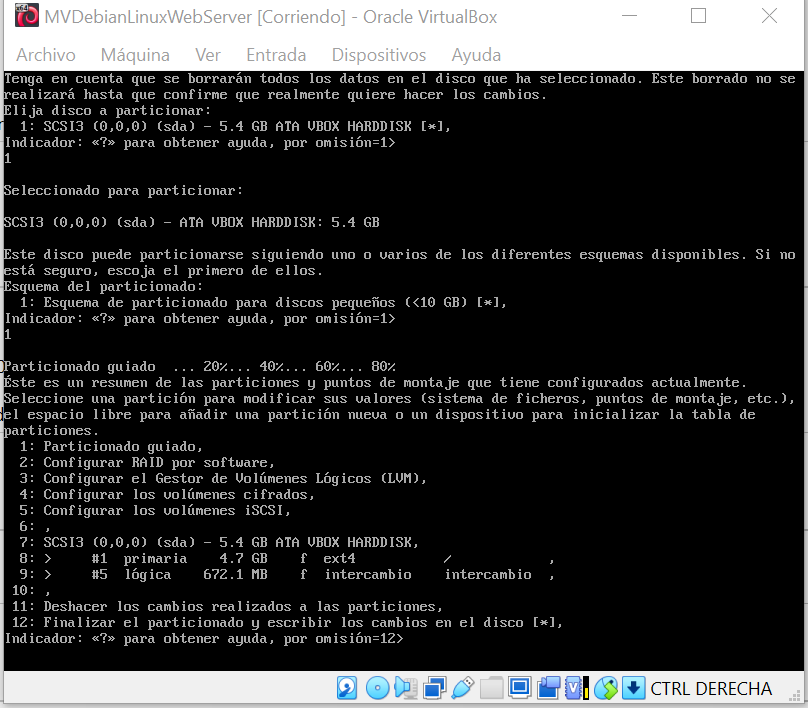 MVDebianLinuxWebServer [Corriendo] - Oracle VirtualBox
Archivo Máquina Ver Entrada Dispositivos Ayuda
Tenga en cuenta que se borrarán todos los datos en el disco que ha seleccionado. Este borrado no se
realizará hasta que confirme que realmente quiere hacer los cambios.
Elija disco a particionar:
1: SCSI3 (0,0,0) (sda) - 5.4 GB ATA VBOX HARDDISK [*],
Indicador: «?» para obtener ayuda, por omisión=1>
1
Seleccionado para particionar:
SCSI3 (0,0,0) (sda) - ATA VBOX HARDDISK: 5.4 GB
Este disco puede particionarse siguiendo uno o varios de los diferentes esquemas disponibles. Si no
está seguro, escoja el primero de ellos.
Esquema del particionado:
1: Esquema de particionado para discos pequeños (<10 GB) [*],
Indicador: «?» para obtener ayuda, por omisión=1>
1
Particionado guiado ... 20%... 40%... 60%... 80%
Éste es un resumen de las particiones y puntos de montaje que tiene configurados actualmente.
Seleccione una partición para modificar sus valores (sistema de ficheros, puntos de montaje, etc.),
el espacio libre para añadir una partición nueva o un dispositivo para inicializar la tabla de
particiones.
1: Particionado guiado,
2: Configurar RAID por software,
3: Configurar el Gestor de Volúmenes Lógicos (LVM),
4: Configurar los volúmenes cifrados,
5: Configurar los volúmenes iSCSI,
6: ,
7: SCSI3 (0,0,0) (sda) - 5.4 GB ATA VBOX HARDDISK,
8: > #1 primaria 4.7 GB f ext4 / ,
9: > #5 lógica 672.1 MB f intercambio intercambio ,
10: ,
11: Deshacer los cambios realizados a las particiones,
12: Finalizar el particionado y escribir los cambios en el disco [*],
Indicador: «?» para obtener ayuda, por omisión=12>
CTRL DERECHA